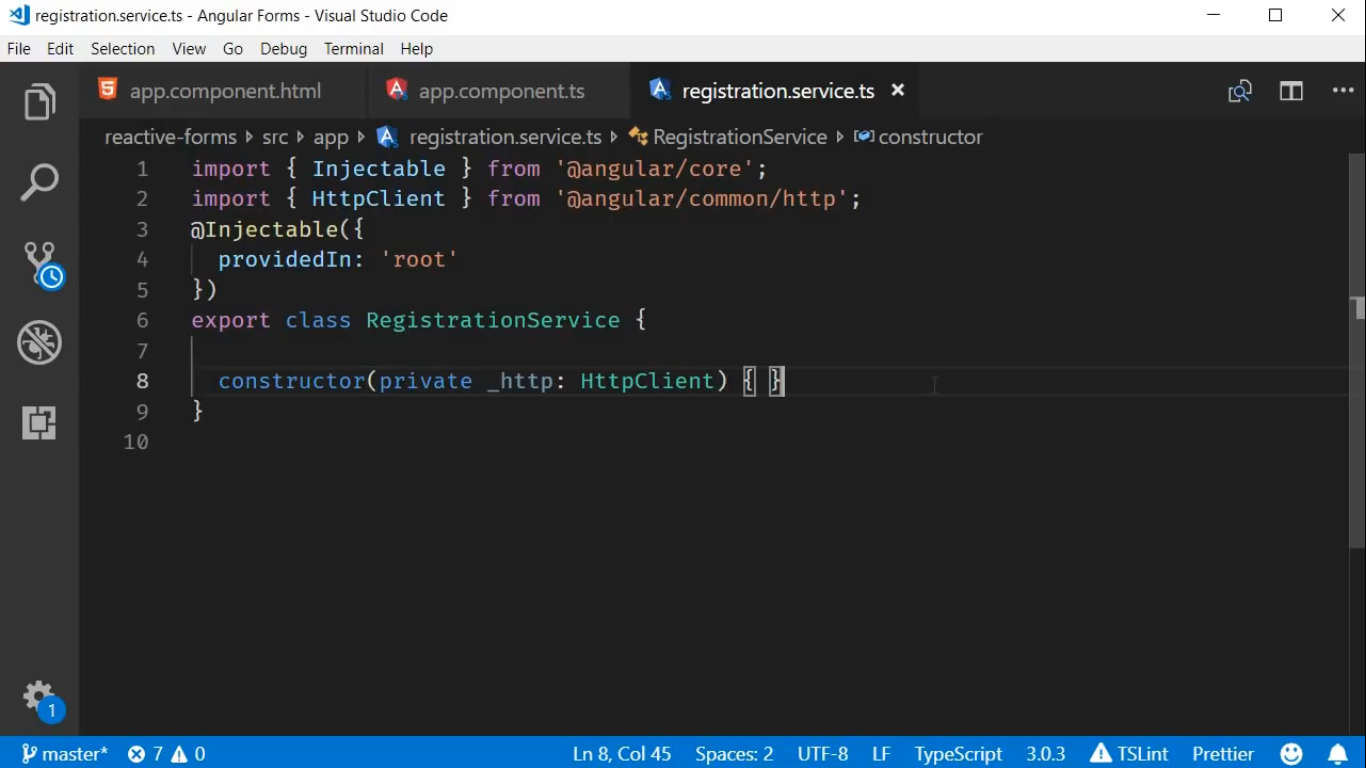 registration.service.ts - Angular Forms - Visual Studio Code
File Edit Selection View Go Debug Terminal Help
app.component.html app.component.ts registration.service.ts
reactive-forms src app registration.service.ts RegistrationService constructor
1 import { Injectable } from '@angular/core';
2 import { HttpClient } from '@angular/common/http';
3 @Injectable({
4 providedIn: 'root'
5 })
6 export class RegistrationService {
7
8 constructor(private _http: HttpClient) { }
9 }
10
1
master* 7 0 Ln 8, Col 45 Spaces: 2 UTF-8 LF TypeScript 3.0.3 TSLint Prettier